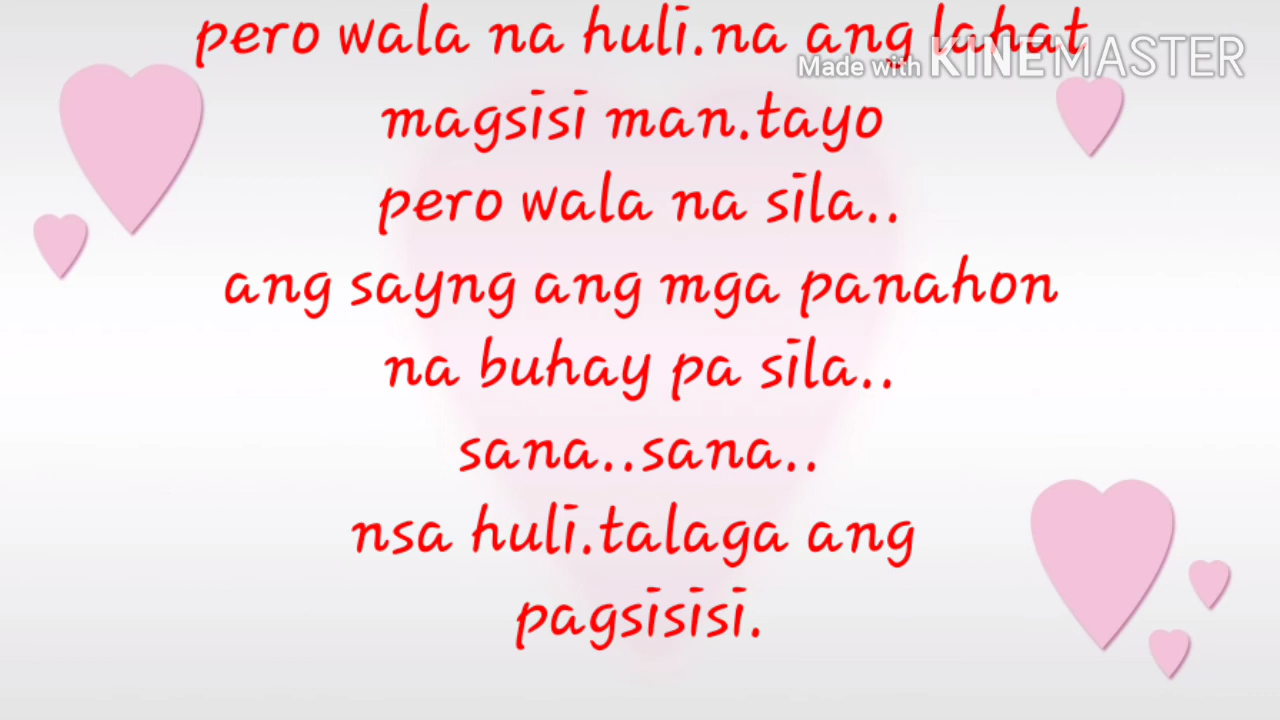 pero wala na huli.na ang lahat
Made with KINEMASTER
magsisi man.tayo
pero wala na sila..
ang sayng ang mga panahon
na buhay pa sila..
sana..sana..
nsa huli.talaga ang
pagsisisi.